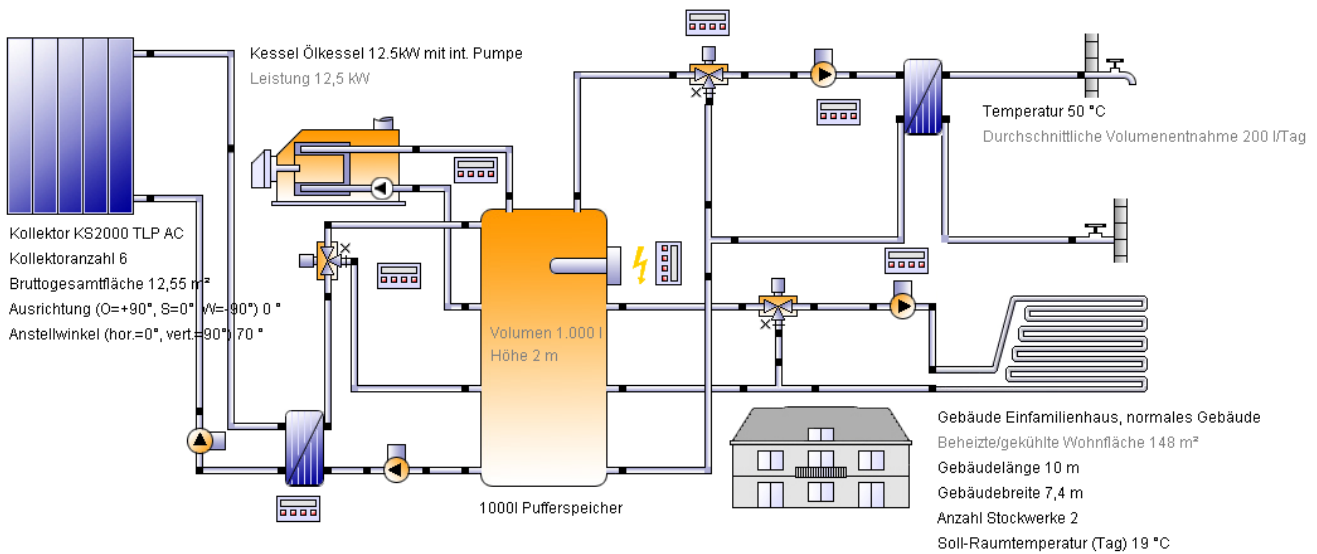 Kessel Ölkessel 12.5kW mit int. Pumpe
Leistung 12,5 kW
Temperatur 50 °C
Durchschnittliche Volumenentnahme 200 l/Tag
Kollektor KS2000 TLP AC
Kollektoranzahl 6
Bruttogesamtfläche 12,55 m²
Ausrichtung (O=+90°, S=0°, W=-90°) 0 °
Anstellwinkel (hor.=0°, vert.=90°) 70 °
Volumen 1.000 l
Höhe 2 m
1000l Pufferspeicher
Gebäude Einfamilienhaus, normales Gebäude
Beheizte/gekühlte Wohnfläche 148 m²
Gebäudelänge 10 m
Gebäudebreite 7,4 m
Anzahl Stockwerke 2
Soll-Raumtemperatur (Tag) 19 °C